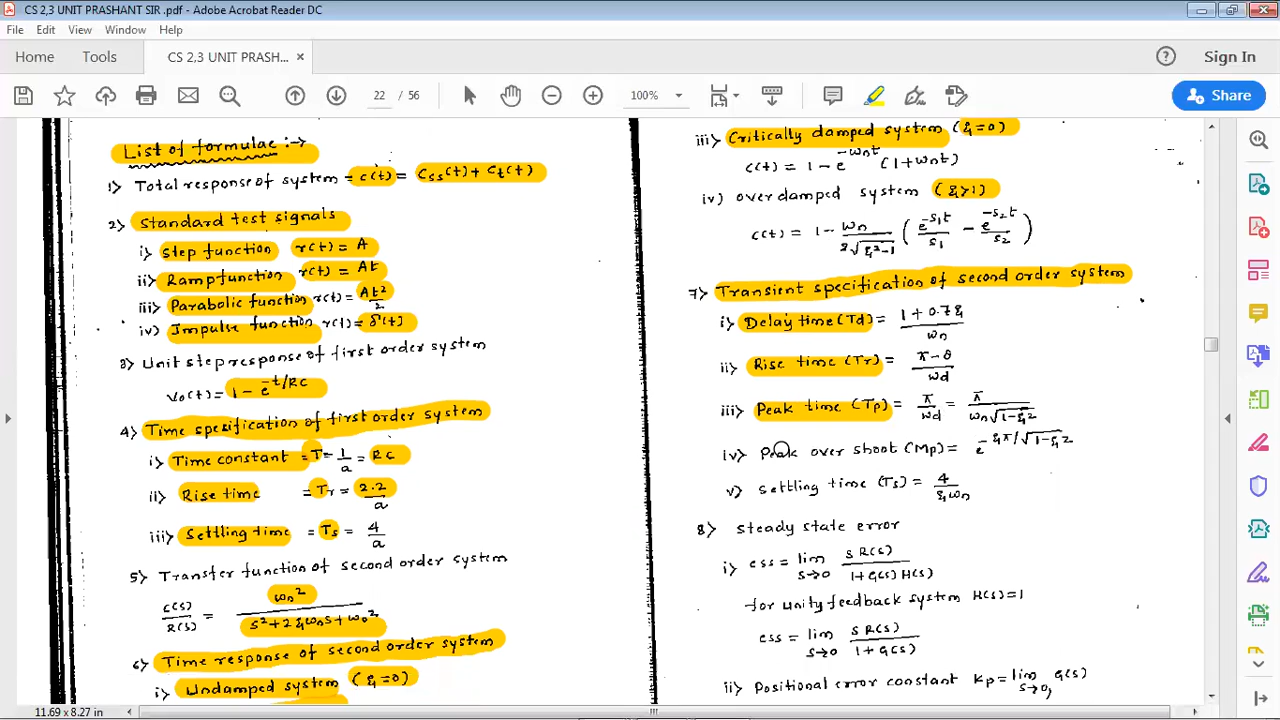 CS 2,3 UNIT PRASHANT SIR .pdf - Adobe Acrobat Reader DC
File Edit View Window Help
Home Tools CS 2,3 UNIT PRASH... × Sign In
22 / 56 100% Share
List of formulae :->
1) Total response of system = c(t) = Css(t) + Ct(t)
2) Standard test signals
i) Step function r(t) = A
ii) Ramp function r(t) = At
iii) Parabolic function r(t) = At²/2
iv) Impulse function r(t) = δ(t)
3) Unit step response of first order system
Vo(t) = 1 - e^-t/RC
4) Time spesification of first order system
i) Time constant = T = 1/a = RC
ii) Rise time = Tr = 2.2/a
iii) Settling time = Ts = 4/a
5) Transfer function of second order system
C(S)/R(S) = ωn²/S²+2ξωnS+ωn²
6) Time response of second order system
i) Undamped system (ξ=0)
iii) Critically damped system (ξ=0)
c(t) = 1 - e^-ωnt (1+ωnt)
iv) overdamped system (ξ>1)
c(t) = 1 - ωn/2√ξ²-1 (e^-s1t/s1 - e^-s2t/s2)
7) Transient specification of second order system
i) Delay time (Td) = 1+0.7ξ/ωn
ii) Rise time (Tr) = π-θ/ωd
iii) Peak time (Tp) = π/ωd = π/ωn√1-ξ²
iv) Peak over shoot (Mp) = e^-ξπ/√1-ξ²
v) settling time (Ts) = 4/ξωn
8) steady state error
i) ess = lim s→0 SR(S)/1+G(S)H(S)
for unity feedback system H(S)=1
ess = lim s→0 SR(S)/1+G(S)
ii) Positional error constant Kp = lim s→0 G(S)
11.69 x 8.27 in